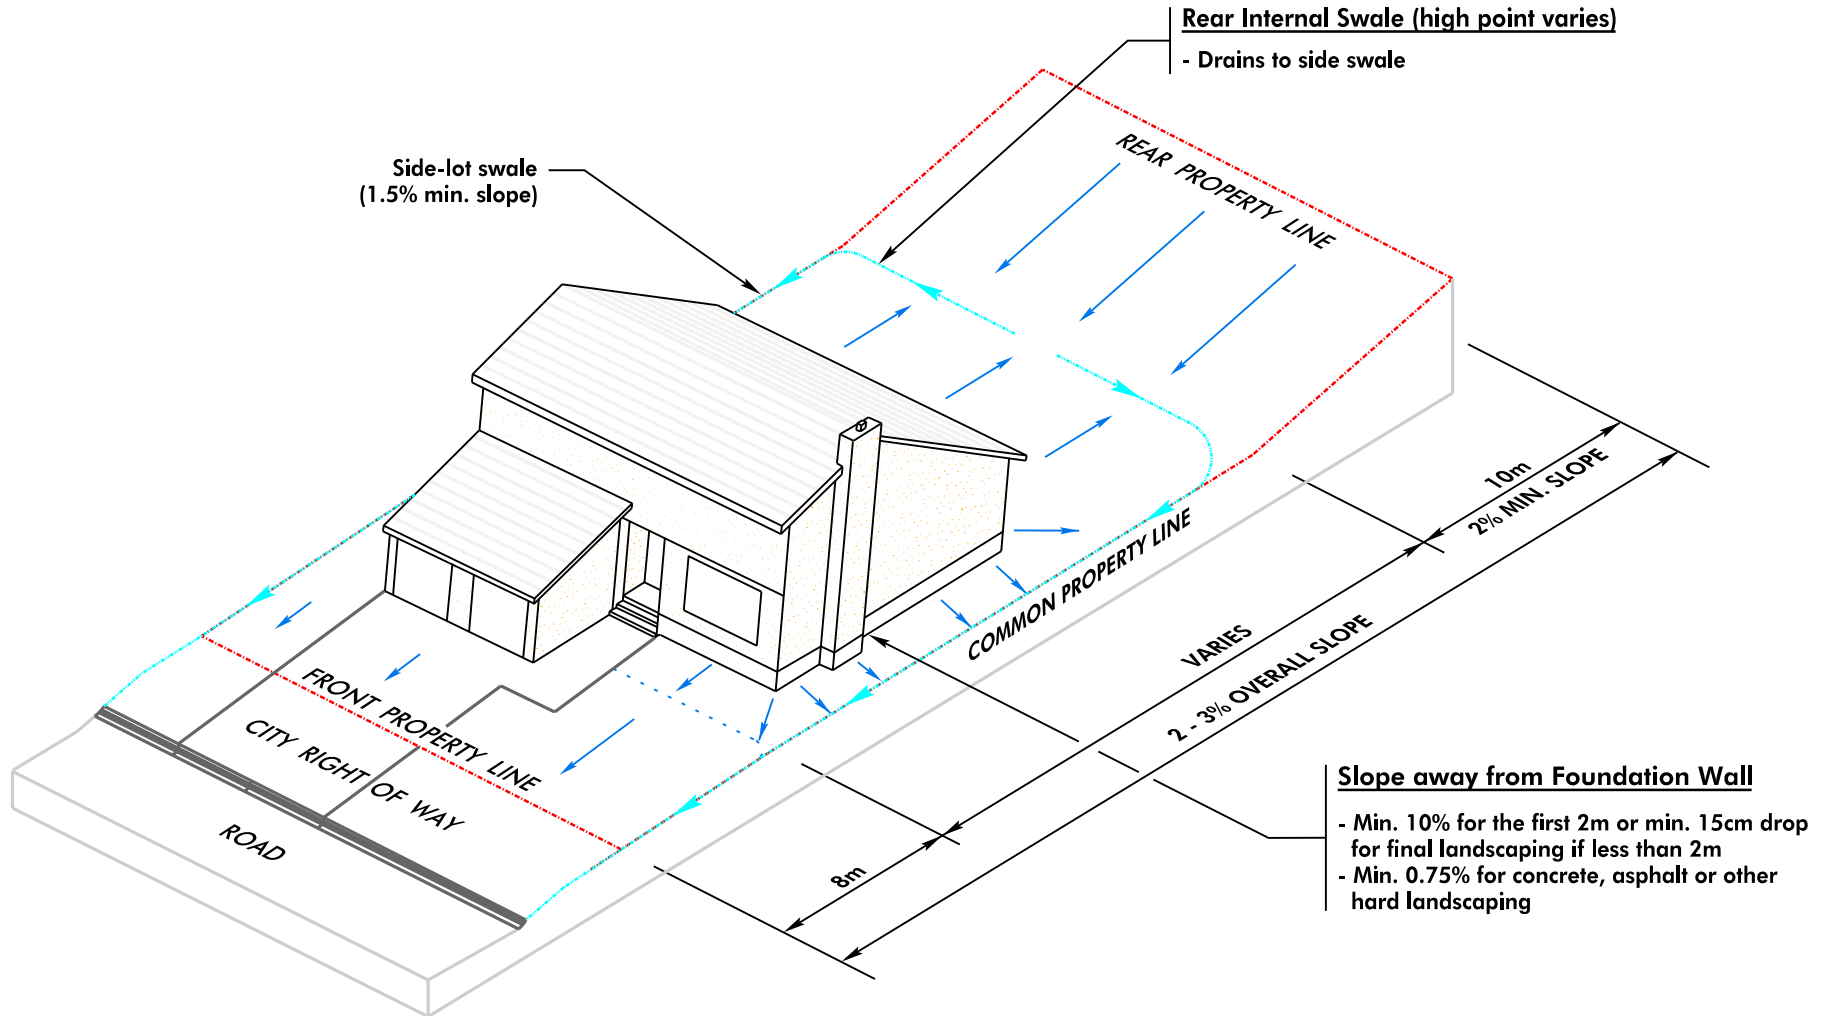 Rear Internal Swale (high point varies)
- Drains to side swale
Side-lot swale
(1.5% min. slope)
REAR PROPERTY LINE
COMMON PROPERTY LINE
10m
2% MIN. SLOPE
VARIES
2 - 3% OVERALL SLOPE
8m
FRONT PROPERTY LINE
CITY RIGHT OF WAY
ROAD
Slope away from Foundation Wall
- Min. 10% for the first 2m or min. 15cm drop
for final landscaping if less than 2m
- Min. 0.75% for concrete, asphalt or other
hard landscaping